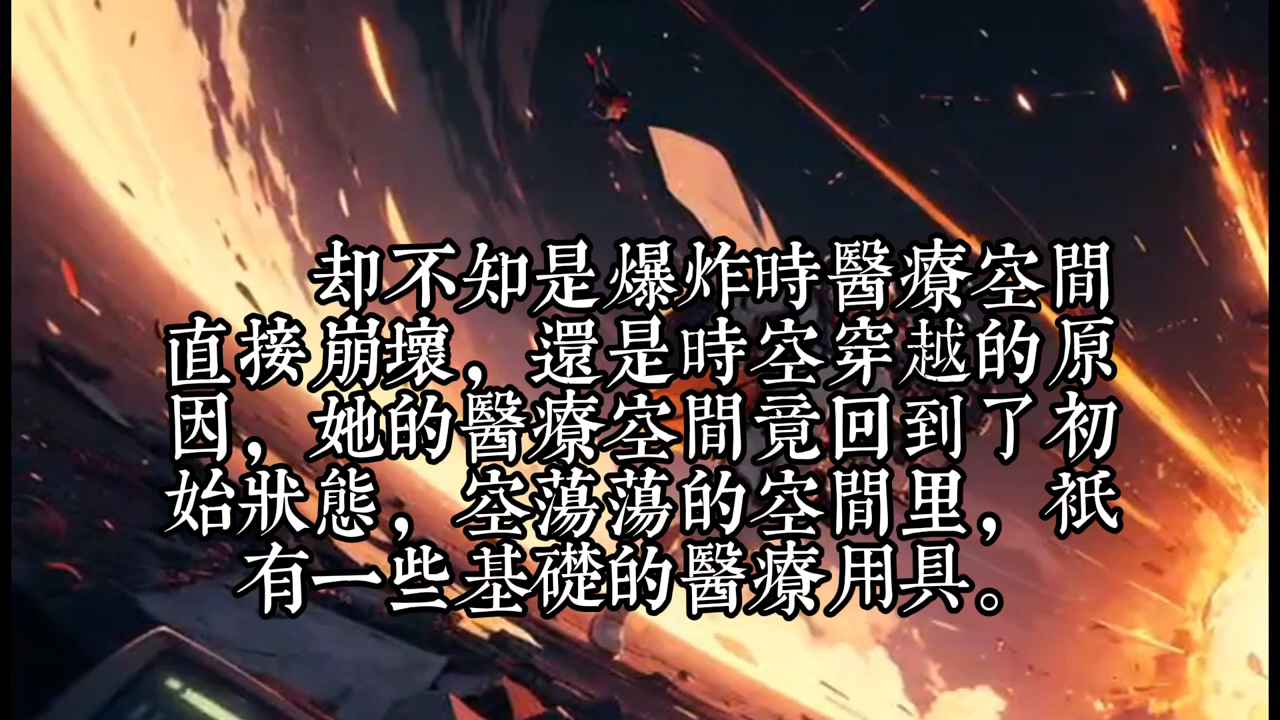 却不知是爆炸時醫療空間
直接崩壞，還是時空穿越的原
因，她的醫療空間竟回到了初
始狀態，空蕩蕩的空間里，祇
有一些基礎的醫療用具。